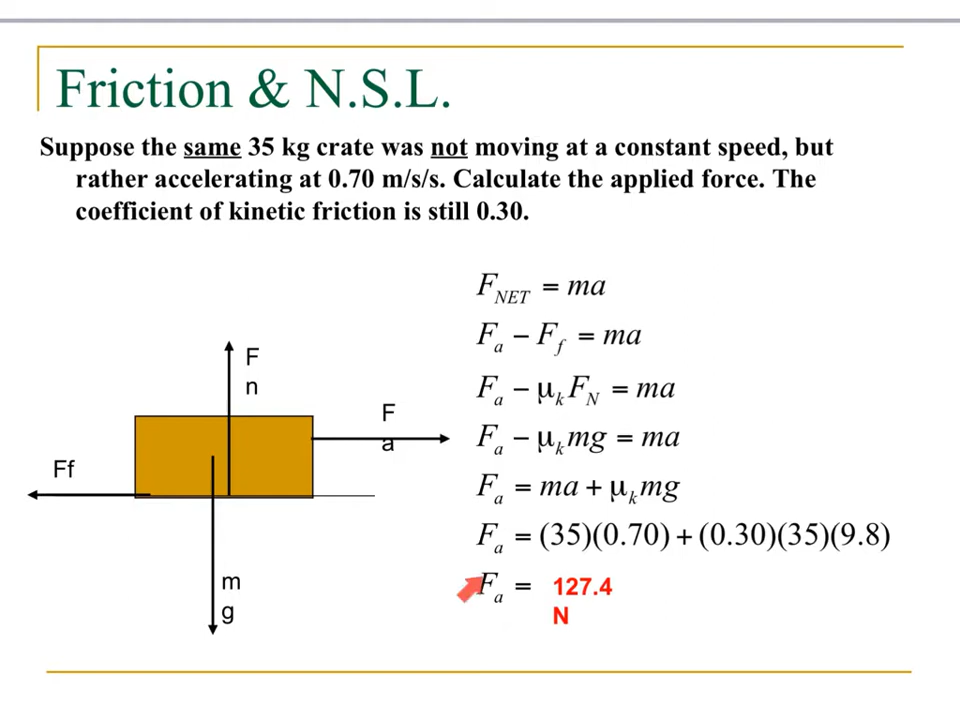 Friction & N.S.L.
Suppose the same 35 kg crate was not moving at a constant speed, but
rather accelerating at 0.70 m/s/s. Calculate the applied force. The
coefficient of kinetic friction is still 0.30.
F
n
F
a
Ff
m
g
F_NET = ma
F_a − F_f = ma
F_a − μ_k F_N = ma
F_a − μ_k mg = ma
F_a = ma + μ_k mg
F_a = (35)(0.70) + (0.30)(35)(9.8)
F_a = 127.4
N